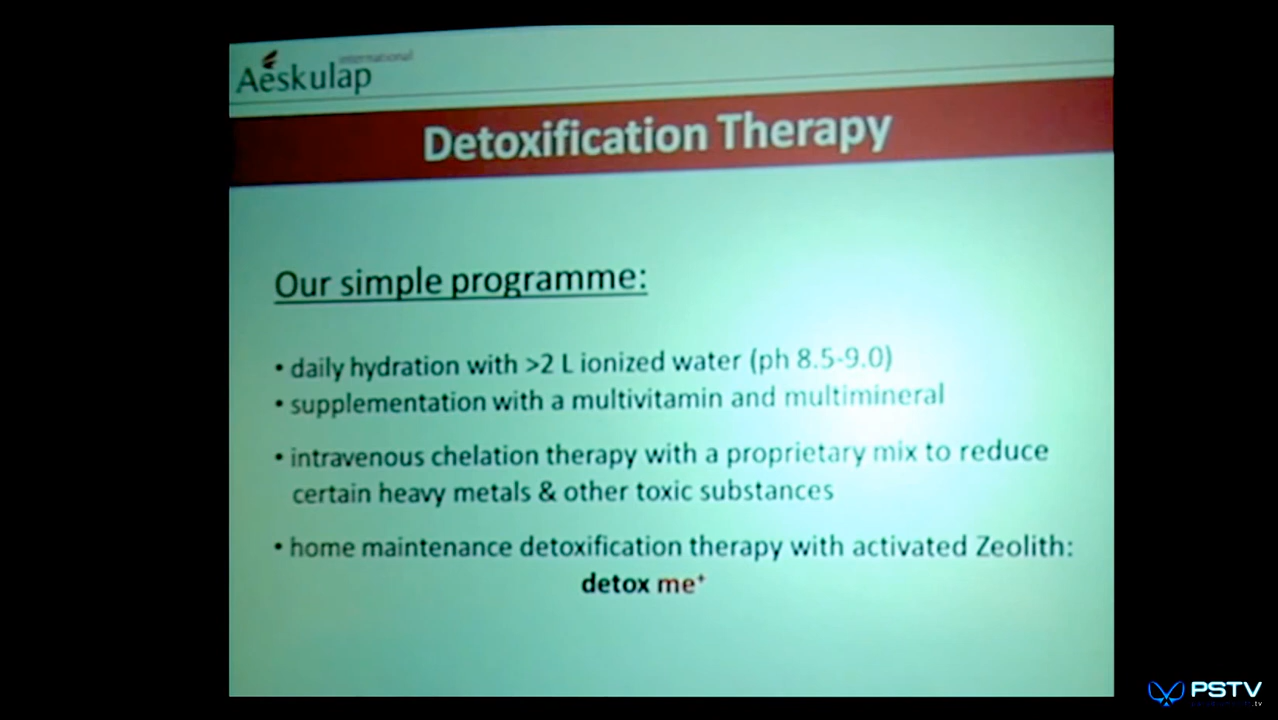 international
Aeskulap
Detoxification Therapy
Our simple programme:
• daily hydration with >2 L ionized water (ph 8.5-9.0)
• supplementation with a multivitamin and multimineral
• intravenous chelation therapy with a proprietary mix to reduce
certain heavy metals & other toxic substances
• home maintenance detoxification therapy with activated Zeolith:
detox me⁺
PSTV
.tv